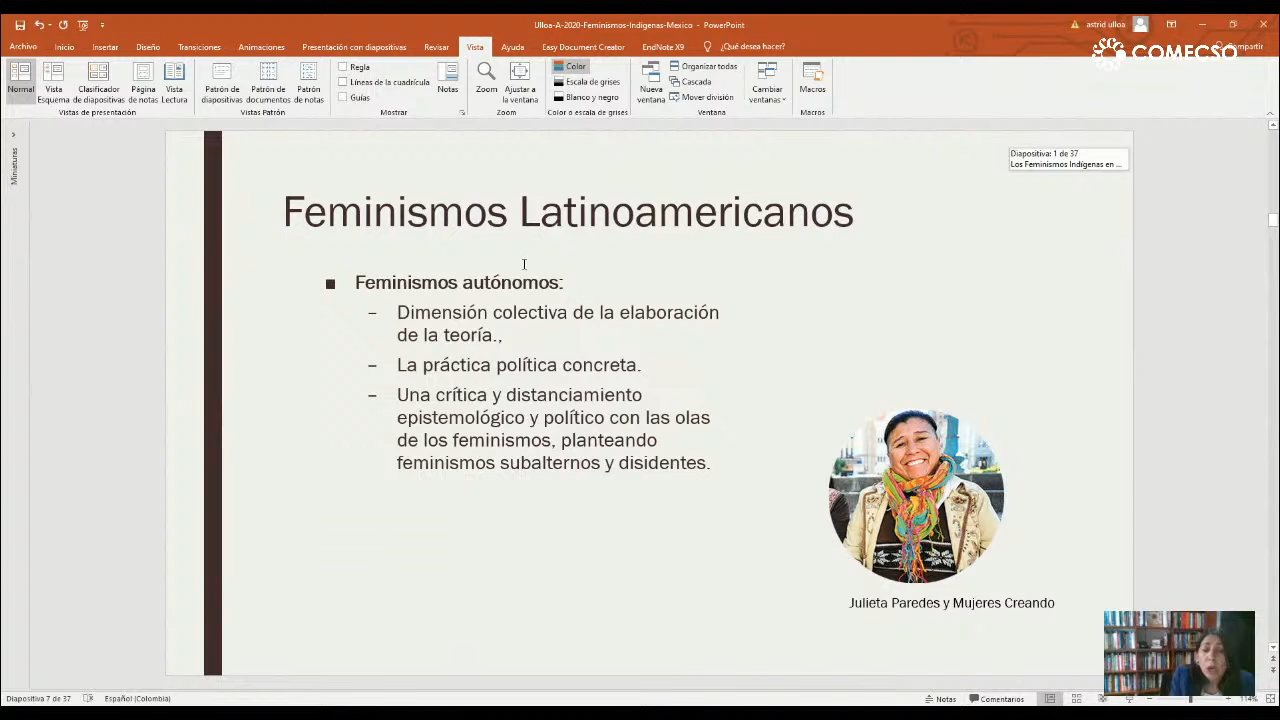 Ulloa-A-2020-Feminismos-Indígenas-Mexico - PowerPoint
astrid ulloa
Archivo Inicio Insertar Diseño Transiciones Animaciones Presentación con diapositivas Revisar Vista Ayuda Easy Document Creator EndNote X9 ¿Qué desea hacer?
Compartir
COMECSO
Normal
Vista Esquema
Clasificador de diapositivas
Página de notas
Vista Lectura
Vistas de presentación
Patrón de diapositivas
Patrón de documentos
Patrón de notas
Vistas Patrón
Regla
Líneas de la cuadrícula
Guías
Mostrar
Notas
Zoom
Ajustar a la ventana
Zoom
Color
Escala de grises
Blanco y negro
Color o escala de grises
Nueva ventana
Organizar todas
Cascada
Mover división
Ventana
Cambiar ventanas
Macros
Macros
Miniaturas
Diapositiva: 1 de 37
Los Feminismos Indígenas en ...
Feminismos Latinoamericanos
■ Feminismos autónomos:
– Dimensión colectiva de la elaboración
de la teoría.,
– La práctica política concreta.
– Una crítica y distanciamiento
epistemológico y político con las olas
de los feminismos, planteando
feminismos subalternos y disidentes.
Julieta Paredes y Mujeres Creando
Diapositiva 7 de 37 Español (Colombia) Notas Comentarios 114%